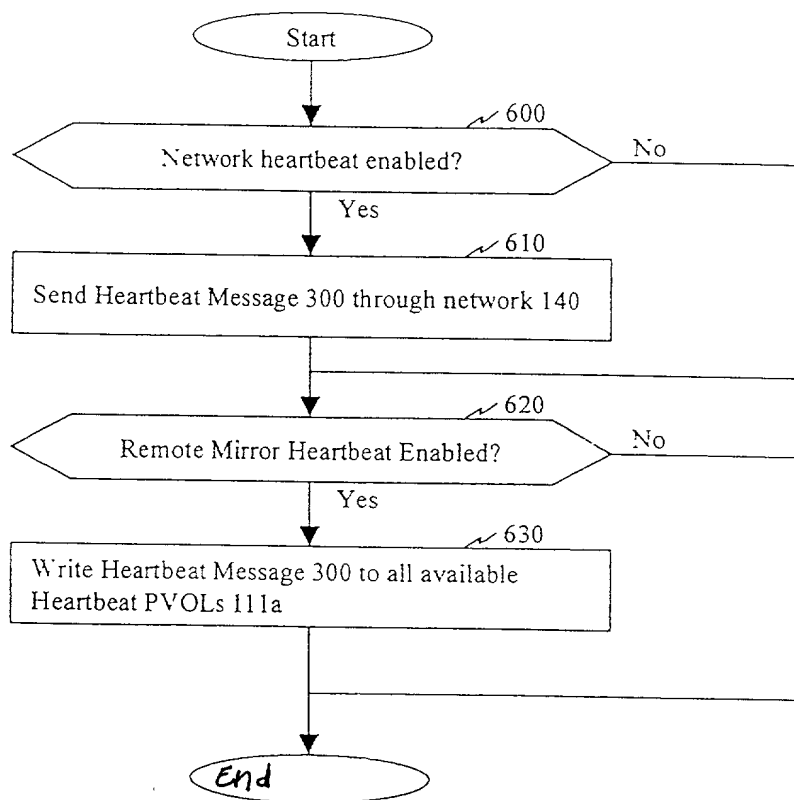 Start
600
Network heartbeat enabled?
No
Yes
610
Send Heartbeat Message 300 through network 140
620
Remote Mirror Heartbeat Enabled?
No
Yes
630
Write Heartbeat Message 300 to all available
Heartbeat PVOLs 111a
End